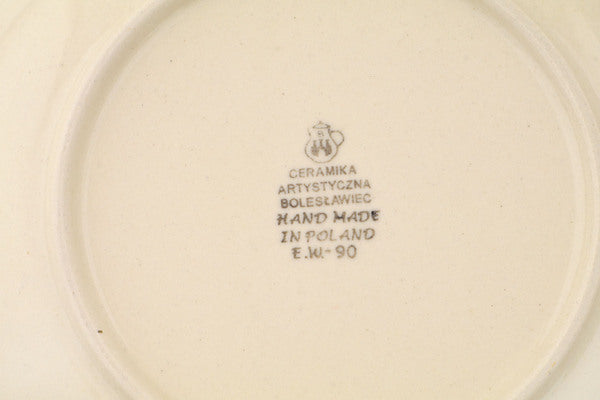 CERAMIKA
ARTYSTYCZNA
BOLESŁAWIEC
HAND MADE
IN POLAND
E.W.-90